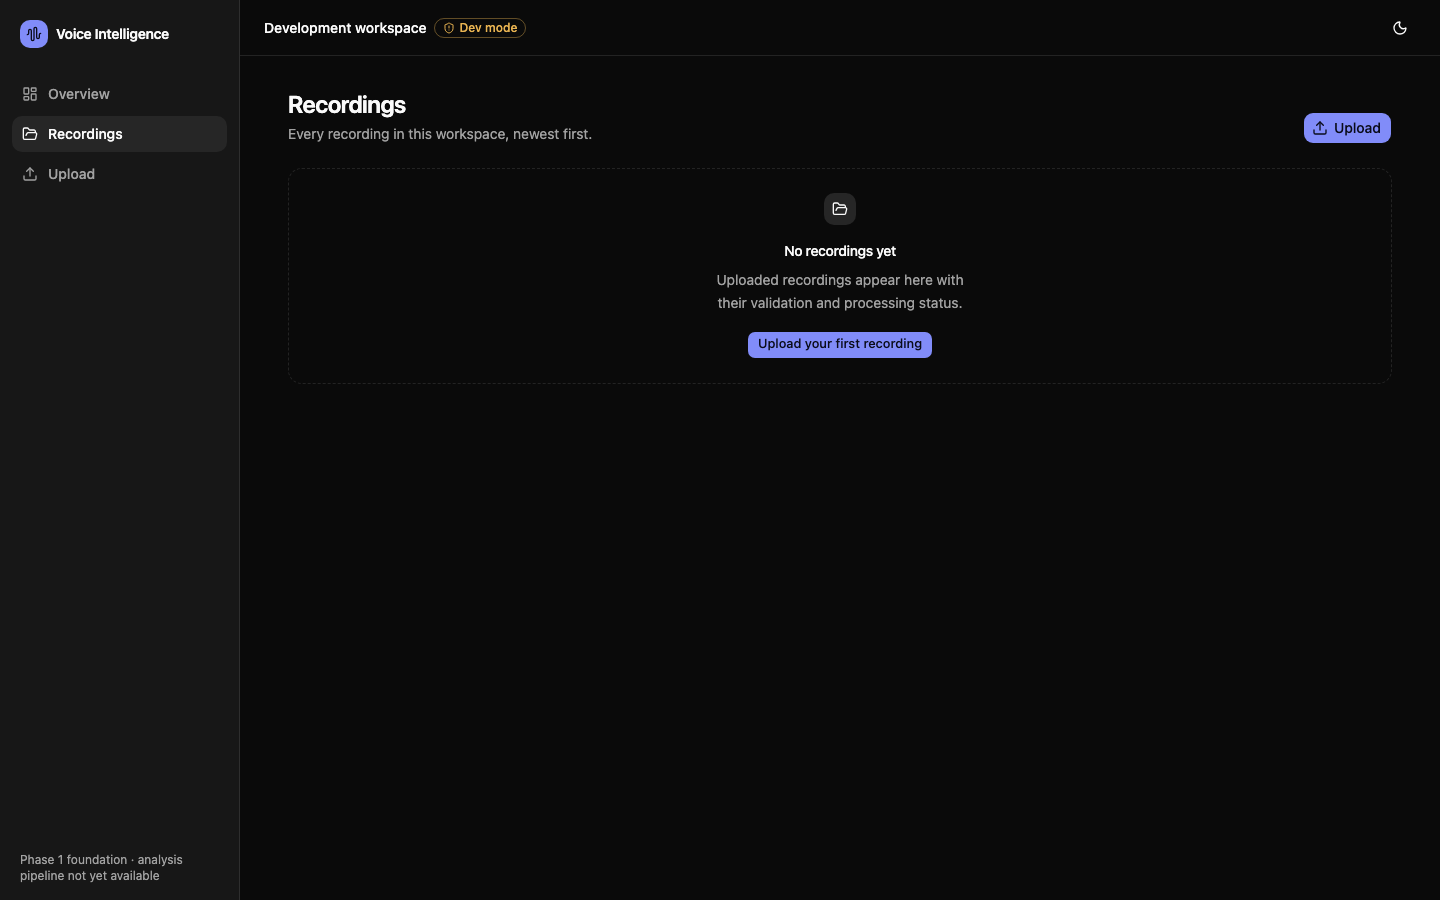 Voice Intelligence
Overview
Recordings
Upload
Phase 1 foundation · analysis
pipeline not yet available
Development workspace
Dev mode
Recordings
Every recording in this workspace, newest first.
Upload
No recordings yet
Uploaded recordings appear here with
their validation and processing status.
Upload your first recording